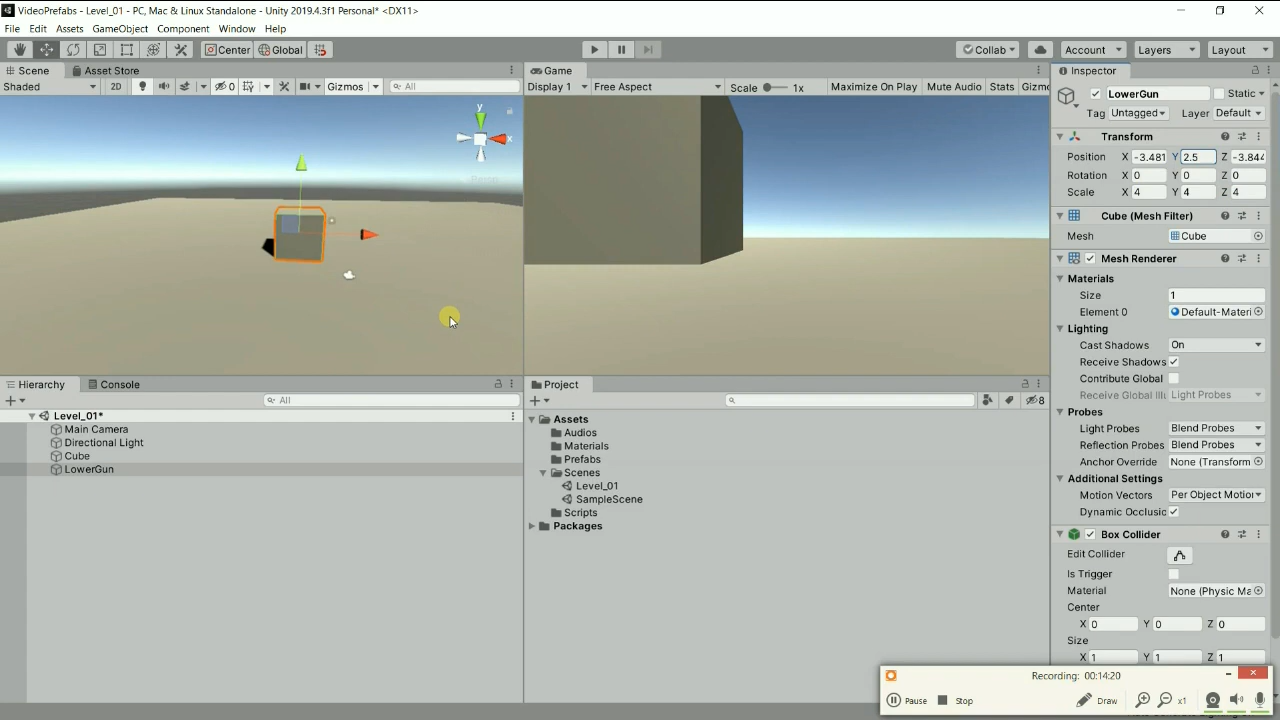 VideoPrefabs - Level_01 - PC, Mac & Linux Standalone - Unity 2019.4.3f1 Personal* <DX11>
File Edit Assets GameObject Component Window Help
Center Global Collab Account Layers Layout
Scene Asset Store
Shaded 2D 0 Gizmos All
y
x
Persp
Game
Display 1 Free Aspect Scale 1x Maximize On Play Mute Audio Stats Gizmo
Hierarchy Console
All
Level_01*
Main Camera
Directional Light
Cube
LowerGun
Project
8
Assets
Audios
Materials
Prefabs
Scenes
Level_01
SampleScene
Scripts
Packages
Inspector
LowerGun Static
Tag Untagged Layer Default
Transform
Position X -3.481 Y 2.5 Z -3.844
Rotation X 0 Y 0 Z 0
Scale X 4 Y 4 Z 4
Cube (Mesh Filter)
Mesh Cube
Mesh Renderer
Materials
Size 1
Element 0 Default-Materi
Lighting
Cast Shadows On
Receive Shadows
Contribute Global
Receive Global Illu Light Probes
Probes
Light Probes Blend Probes
Reflection Probes Blend Probes
Anchor Override None (Transform
Additional Settings
Motion Vectors Per Object Motion
Dynamic Occlusic
Box Collider
Edit Collider
Is Trigger
Material None (Physic Ma
Center
X 0 Y 0 Z 0
Size
X 1 Y 1 Z 1
Recording: 00:14:20
Pause Stop Draw x1